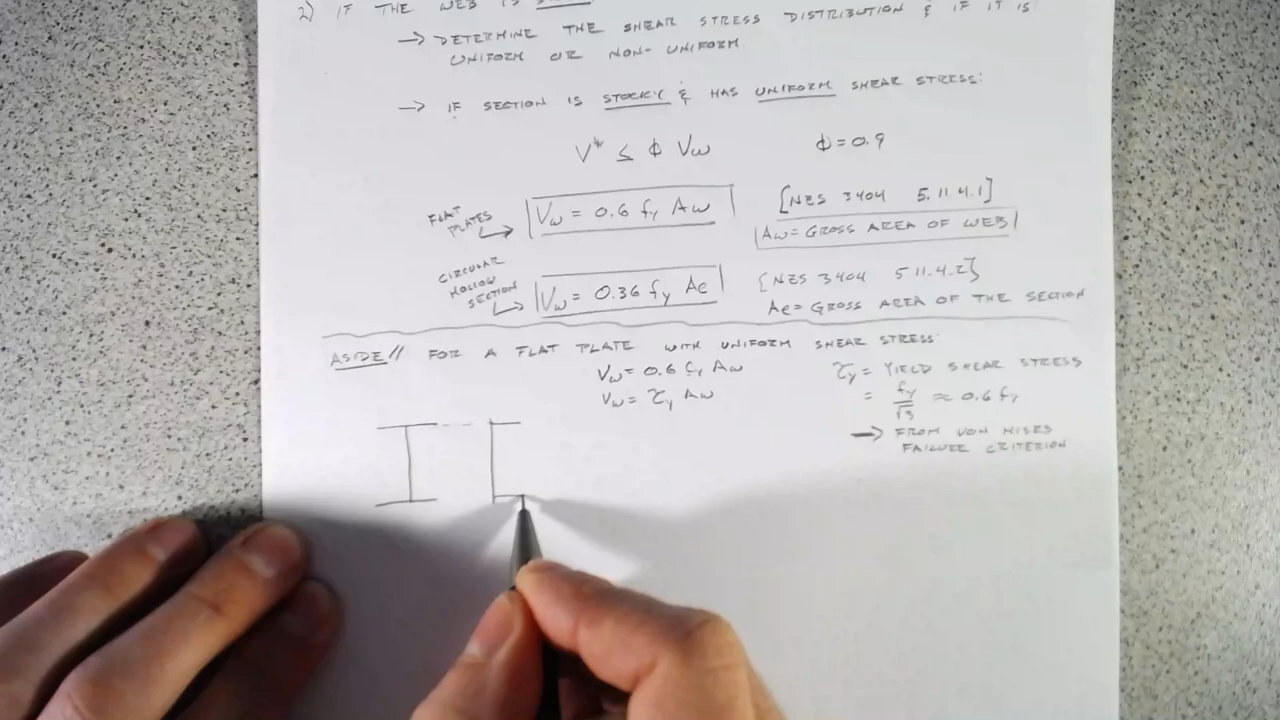 2) IF THE WEB IS
→ DETERMINE THE SHEAR STRESS DISTRIBUTION & IF IT IS
UNIFORM OR NON-UNIFORM.
→ IF SECTION IS STOCKY & HAS UNIFORM SHEAR STRESS:
V* ≤ ϕ Vw ϕ = 0.9
FLAT PLATES → Vw = 0.6 fy Aw [NZS 3404 5.11.4.1]
Aw = GROSS AREA OF WEB
CIRCULAR HOLLOW SECTION → Vw = 0.36 fy Ae [NZS 3404 5.11.4.2]
Ae = GROSS AREA OF THE SECTION
ASIDE// FOR A FLAT PLATE WITH UNIFORM SHEAR STRESS:
Vw = 0.6 fy Aw
Vw = τy Aw
τy = YIELD SHEAR STRESS
= fy/√3 ≈ 0.6 fy
→ FROM VON MISES
FAILURE CRITERION